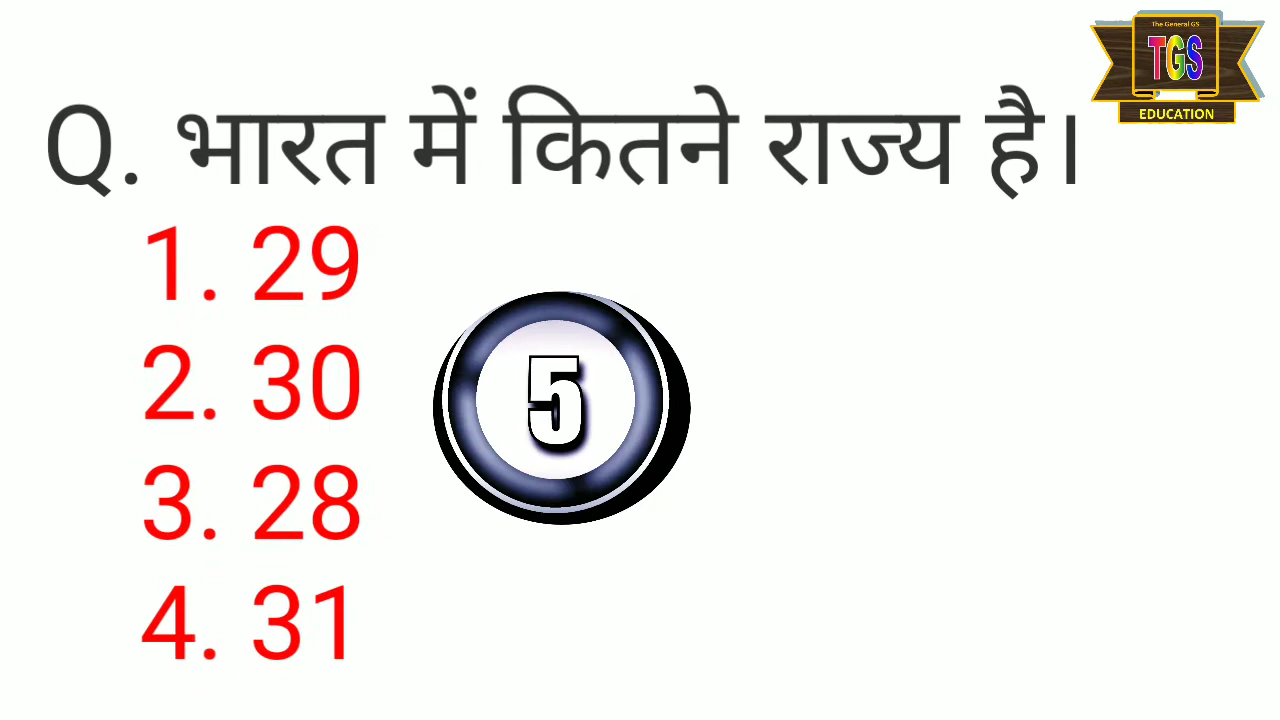 The General GS
TGS
EDUCATION
Q. भारत में कितने राज्य है।
1. 29
2. 30
3. 28
4. 31
5